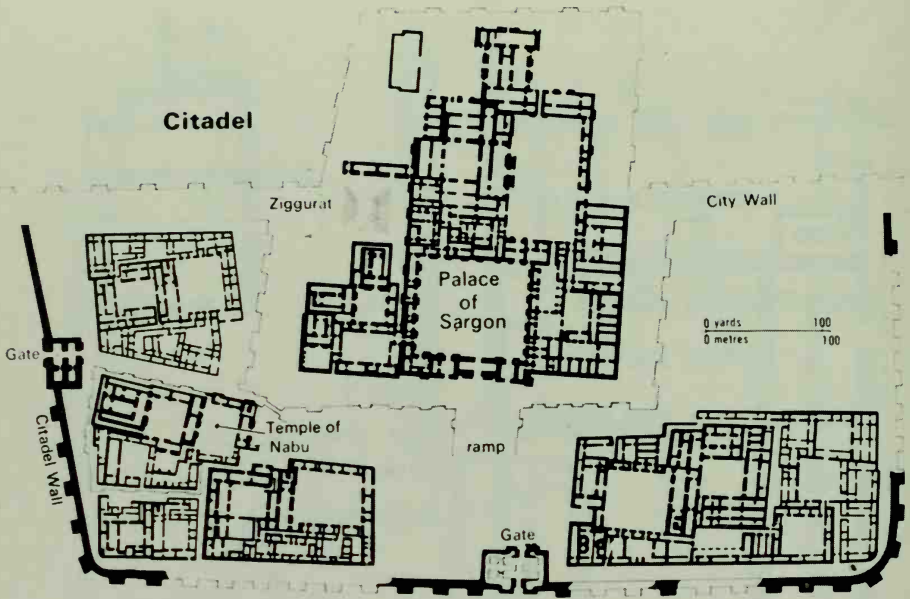 Citadel
Ziggurat
City Wall
Palace
of
Sargon
0 yards 100
0 metres 100
Gate
Citadel Wall
Temple of
Nabu
ramp
Gate